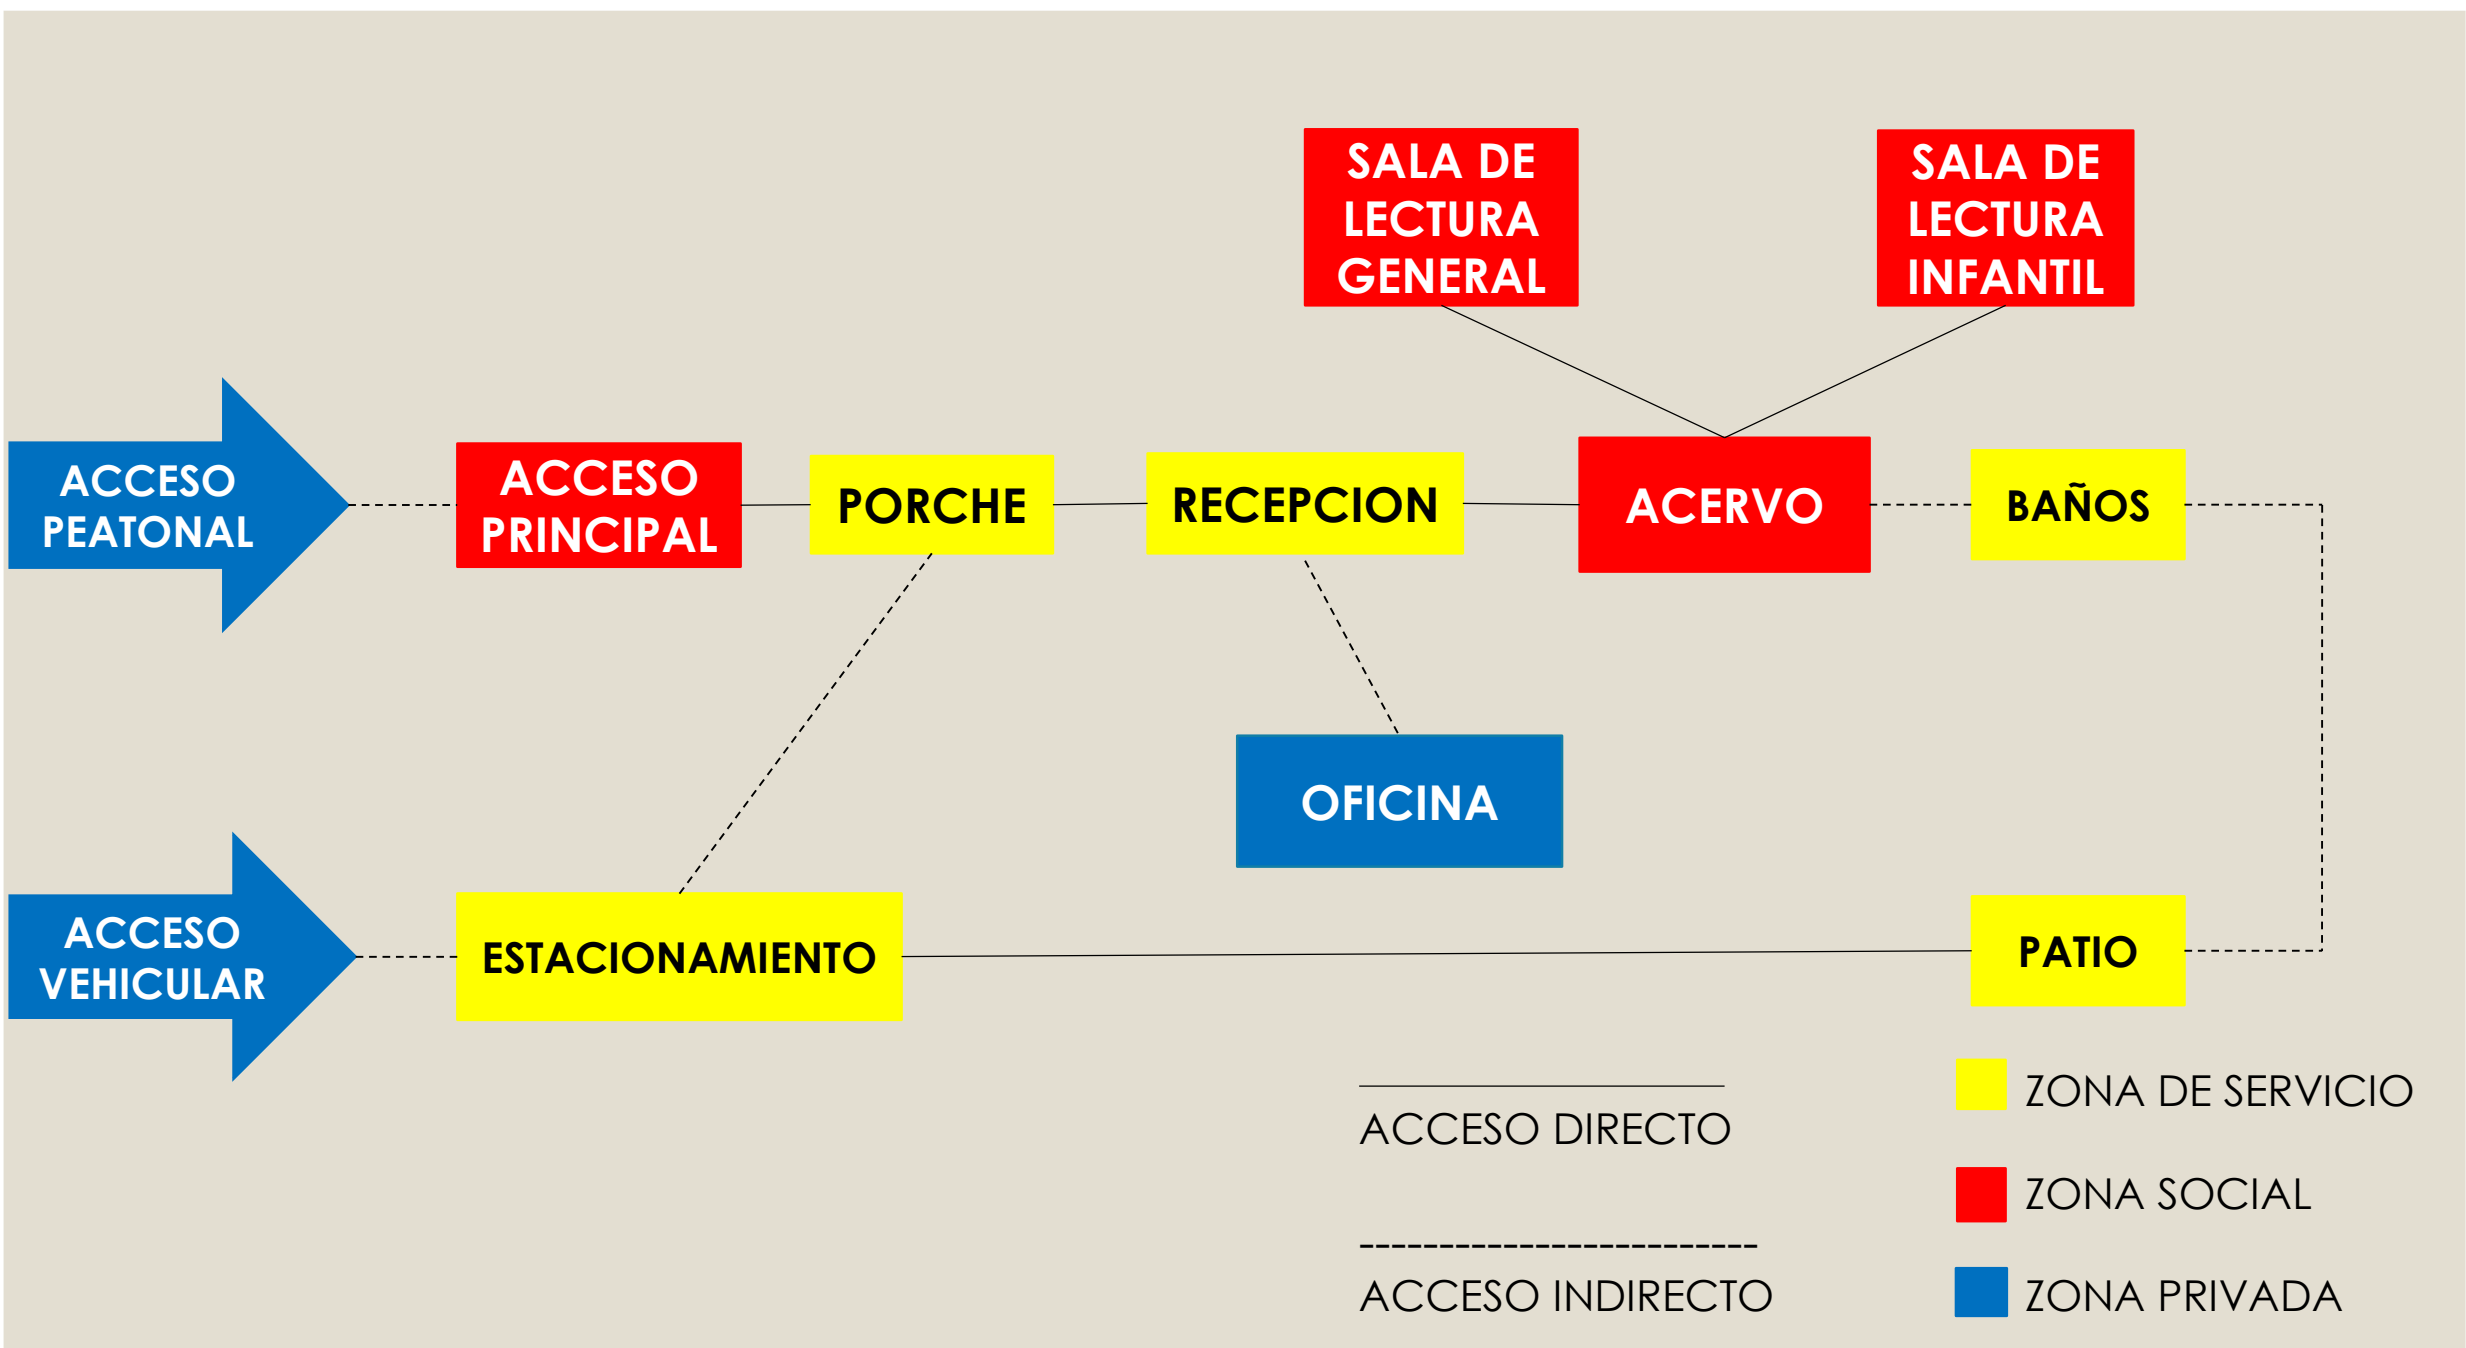 SALA DE
LECTURA
GENERAL
SALA DE
LECTURA
INFANTIL
ACCESO
PEATONAL
ACCESO
PRINCIPAL
PORCHE
RECEPCION
ACERVO
BAÑOS
OFICINA
ACCESO
VEHICULAR
ESTACIONAMIENTO
PATIO
ACCESO DIRECTO
ACCESO INDIRECTO
ZONA DE SERVICIO
ZONA SOCIAL
ZONA PRIVADA